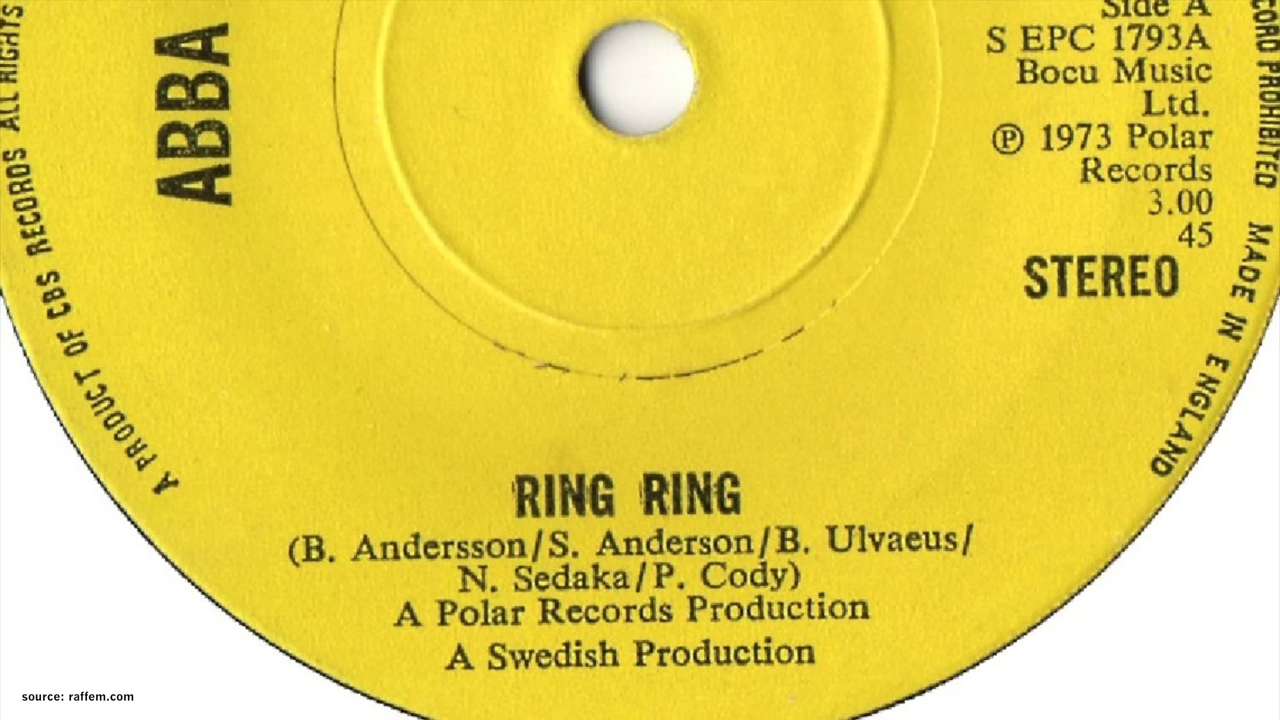 ABBA
Side A
S EPC 1793A
Bocu Music
Ltd.
℗ 1973 Polar
Records
3.00
45
STEREO
RING RING
(B. Andersson/S. Anderson/B. Ulvaeus/
N. Sedaka/P. Cody)
A Polar Records Production
A Swedish Production
A PRODUCT OF CBS RECORDS ALL RIGHTS
PROHIBITED MADE IN ENGLAND
source: raffem.com